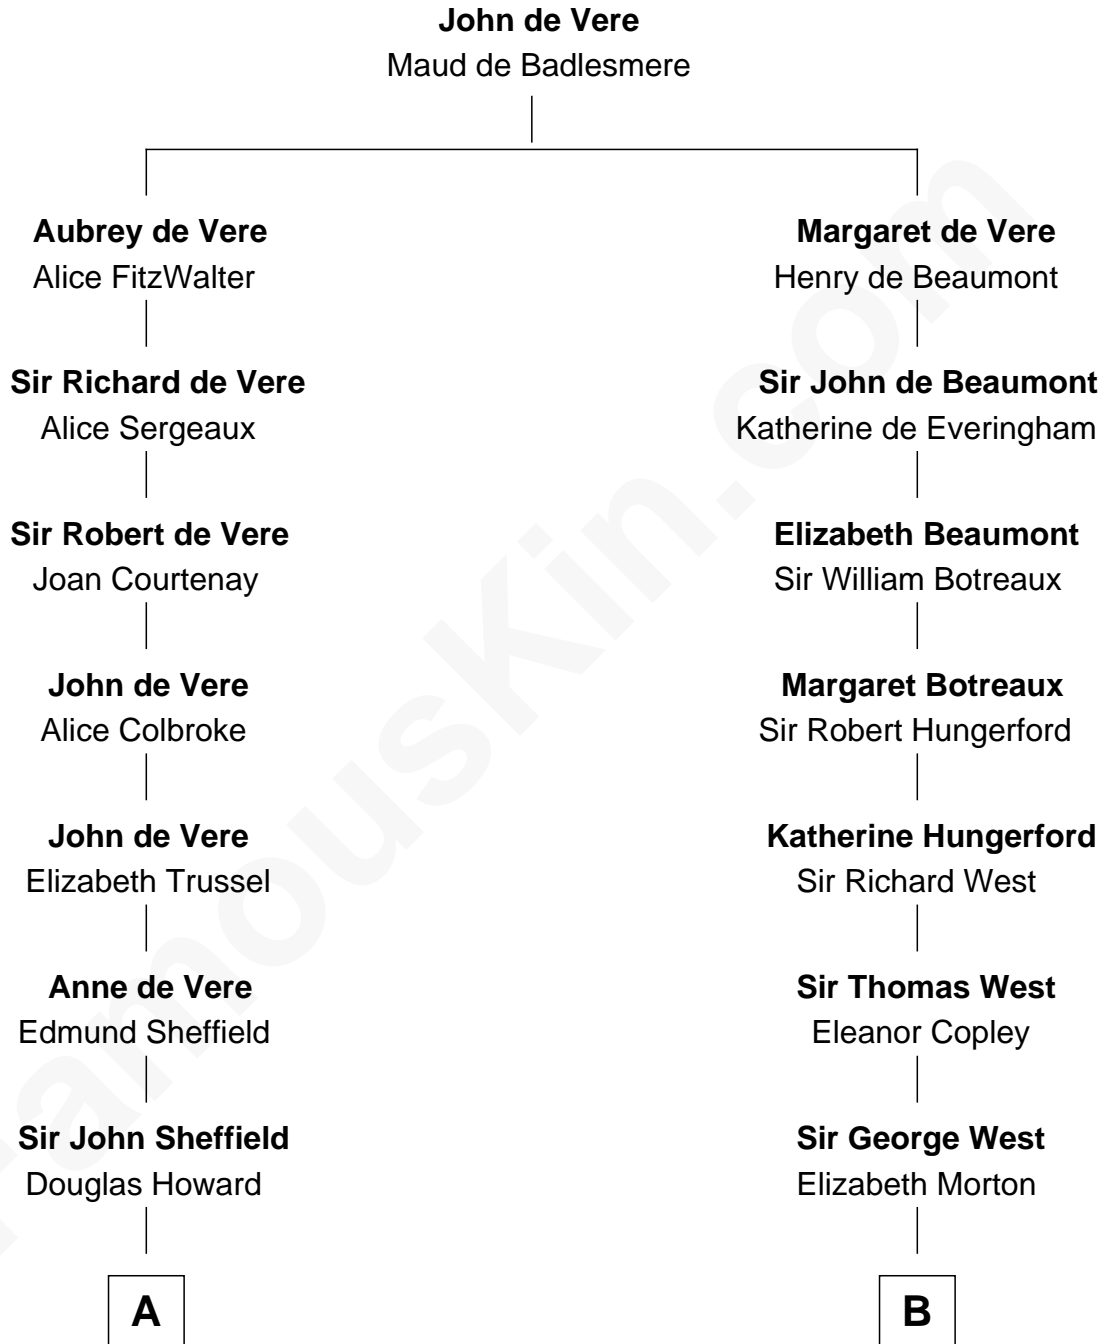 John de Vere
Maud de Badlesmere
Aubrey de Vere
Alice FitzWalter
Margaret de Vere
Henry de Beaumont
Sir Richard de Vere
Alice Sergeaux
Sir John de Beaumont
Katherine de Everingham
Sir Robert de Vere
Joan Courtenay
Elizabeth Beaumont
Sir William Botreaux
John de Vere
Alice Colbroke
Margaret Botreaux
Sir Robert Hungerford
John de Vere
Elizabeth Trussel
Katherine Hungerford
Sir Richard West
Anne de Vere
Edmund Sheffield
Sir Thomas West
Eleanor Copley
Sir John Sheffield
Douglas Howard
Sir George West
Elizabeth Morton
A
B
FamousKin.com